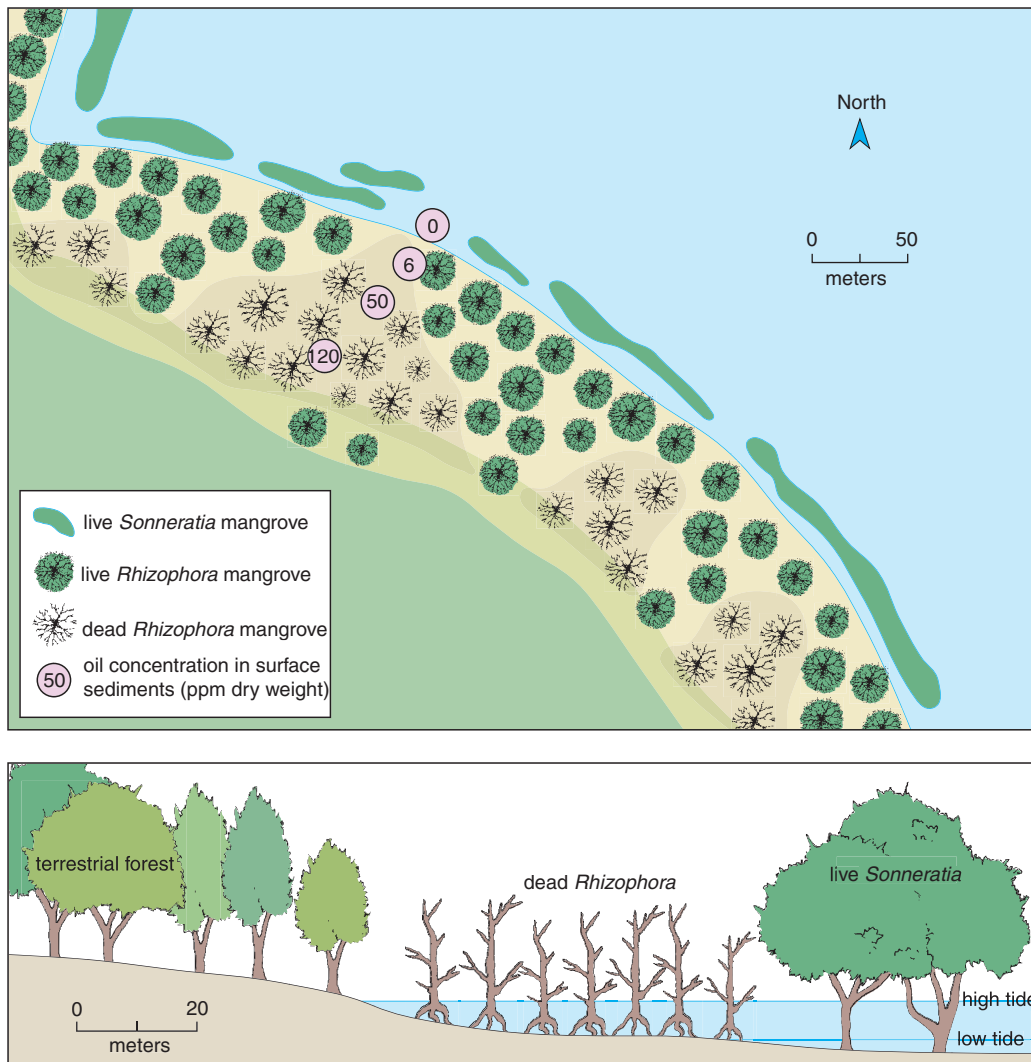 North
0 50
meters
0
6
50
120
live Sonneratia mangrove
live Rhizophora mangrove
dead Rhizophora mangrove
50
oil concentration in surface
sediments (ppm dry weight)
terrestrial forest
dead Rhizophora
live Sonneratia
high tide
low tide
0 20
meters